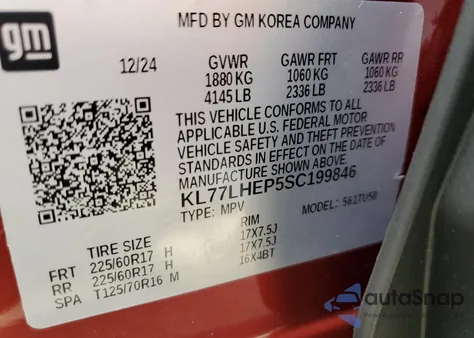 gm
MFD BY GM KOREA COMPANY
12/24 GVWR GAWR FRT GAWR RR
1880 KG 1060 KG 1060 KG
4145 LB 2336 LB 2336 LB
THIS VEHICLE CONFORMS TO ALL
APPLICABLE U.S. FEDERAL MOTOR
VEHICLE SAFETY AND THEFT PREVENTION
STANDARDS IN EFFECT ON THE DATE OF
MANUFACTURE SHOWN ABOVE.
KL77LHEP5SC199846
TYPE: MPV MODEL: 561TU58
TIRE SIZE RIM
FRT 225/60R17 H 17X7.5J
RR 225/60R17 H 17X7.5J
SPA T125/70R16 M 16X4BT
autoSnap